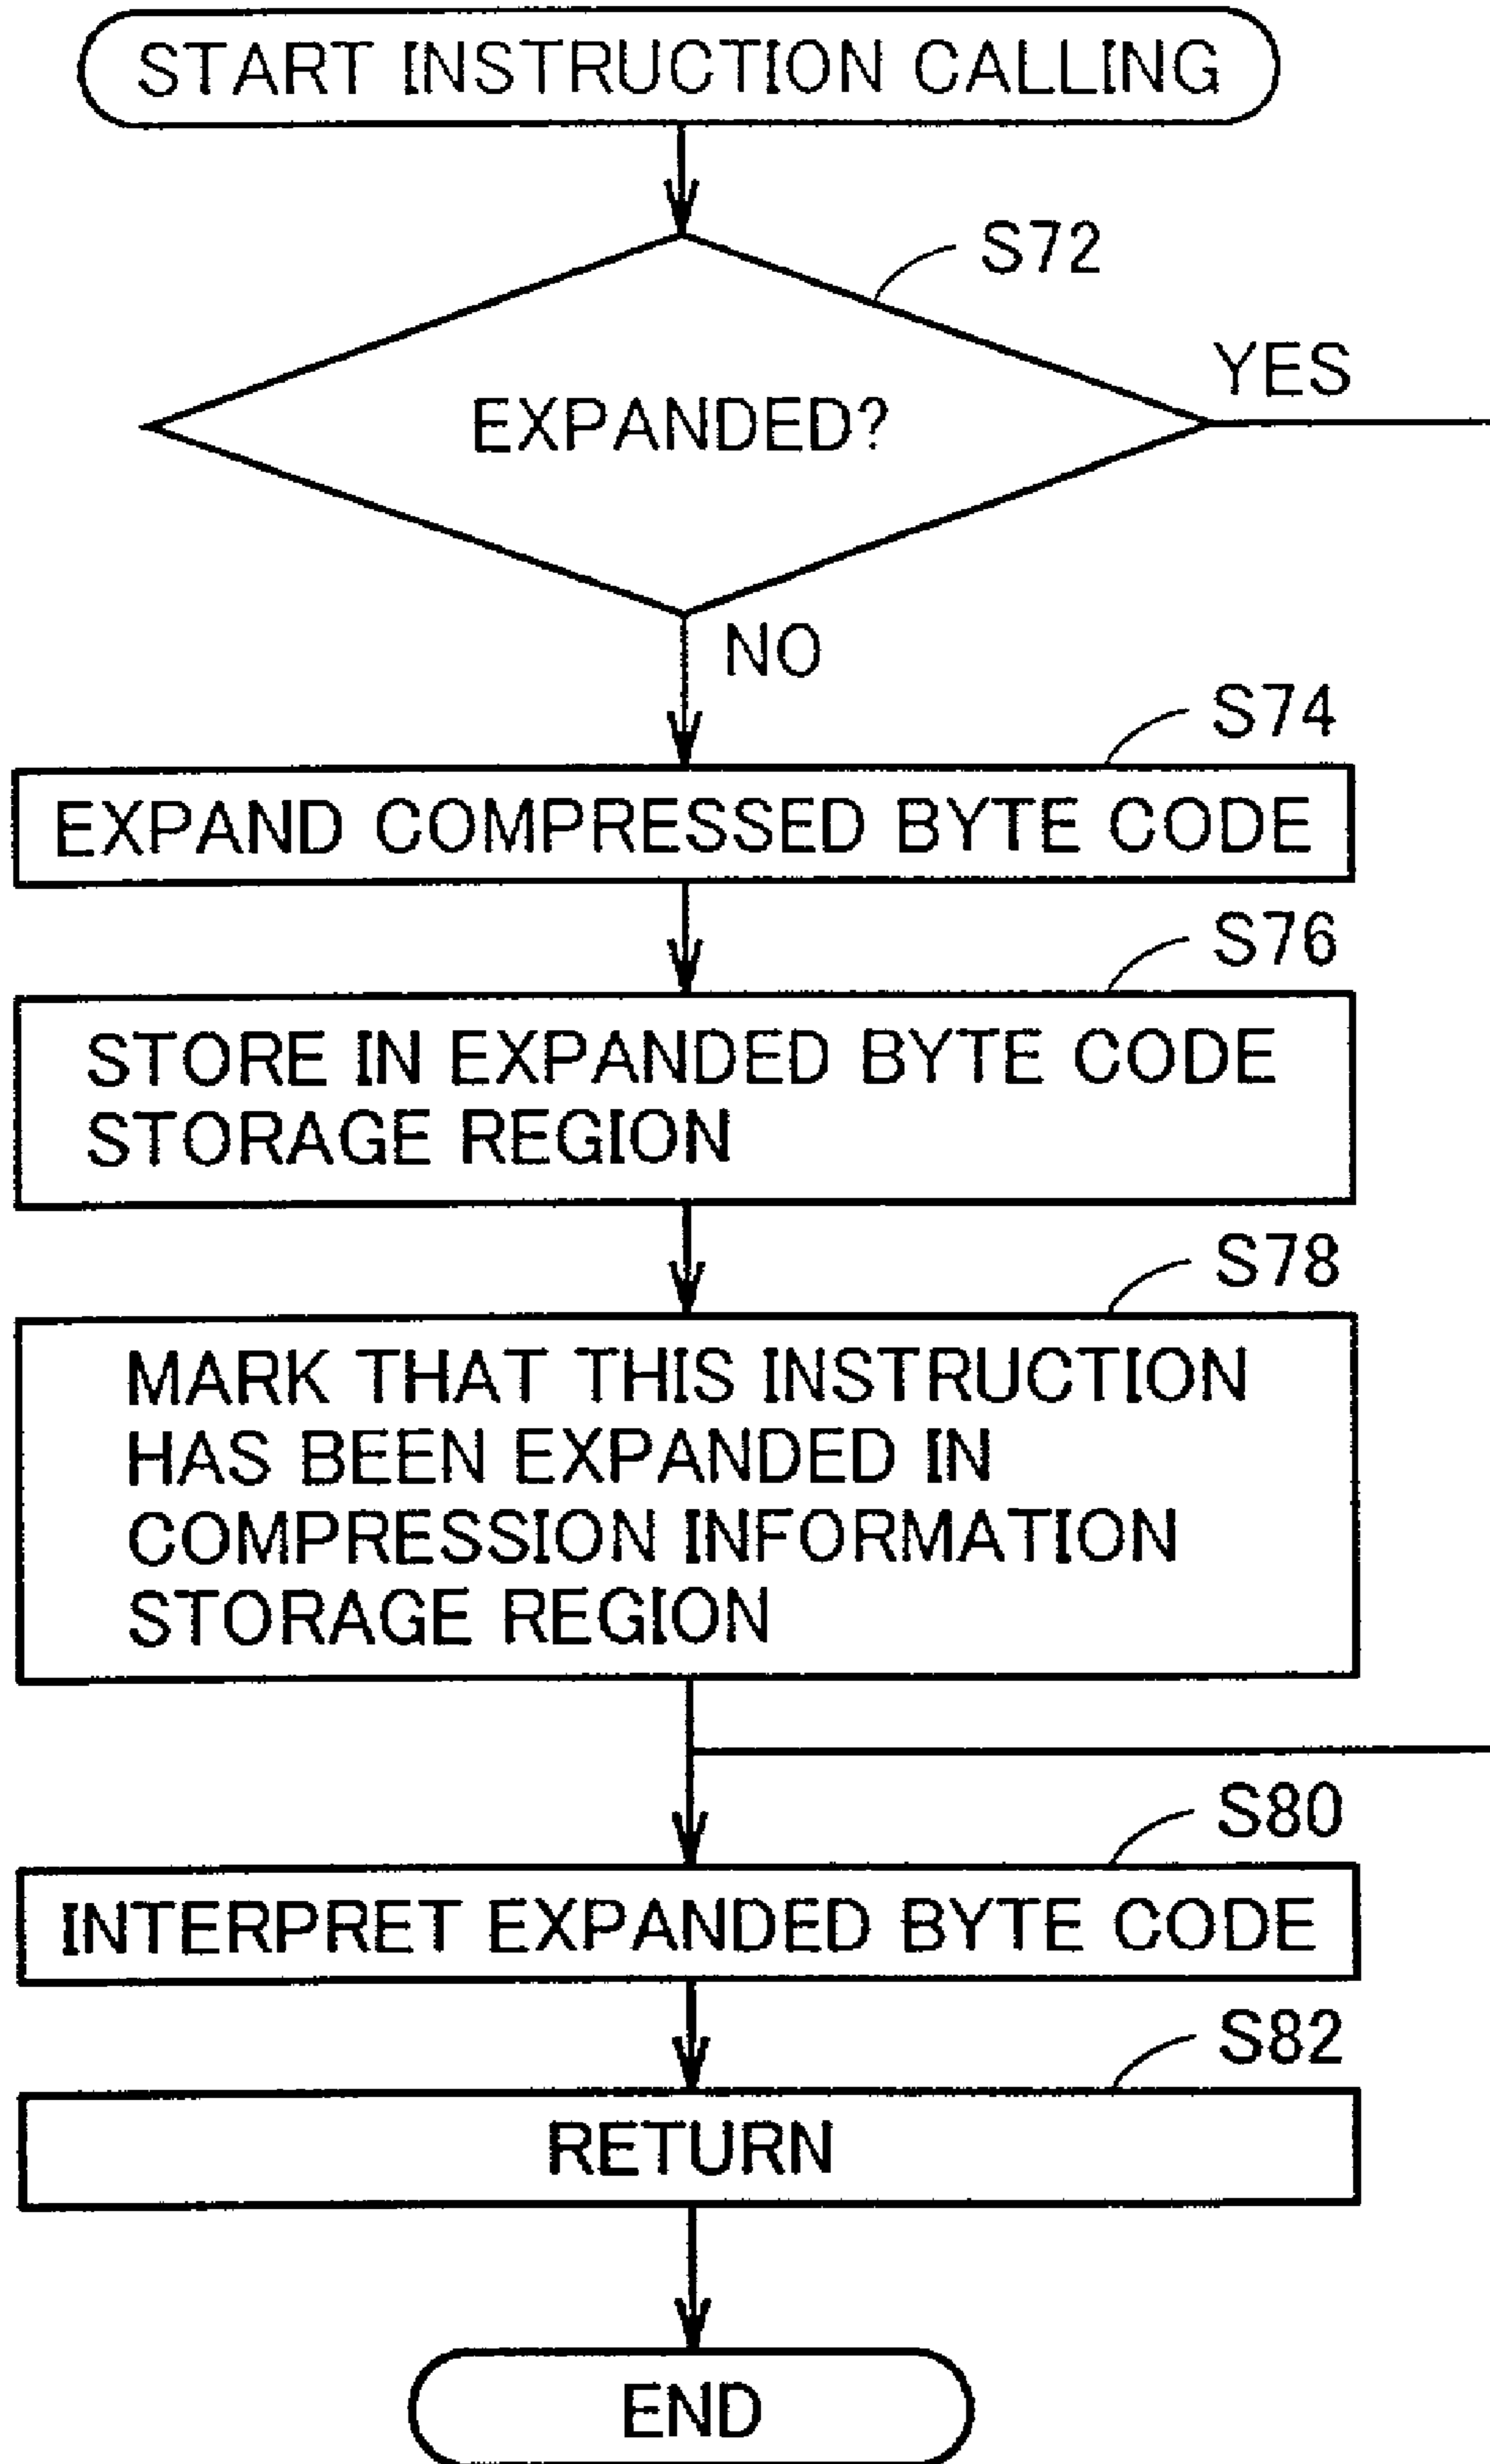 START INSTRUCTION CALLING
S72
EXPANDED?
YES
NO
S74
EXPAND COMPRESSED BYTE CODE
S76
STORE IN EXPANDED BYTE CODE
STORAGE REGION
S78
MARK THAT THIS INSTRUCTION
HAS BEEN EXPANDED IN
COMPRESSION INFORMATION
STORAGE REGION
S80
INTERPRET EXPANDED BYTE CODE
S82
RETURN
END